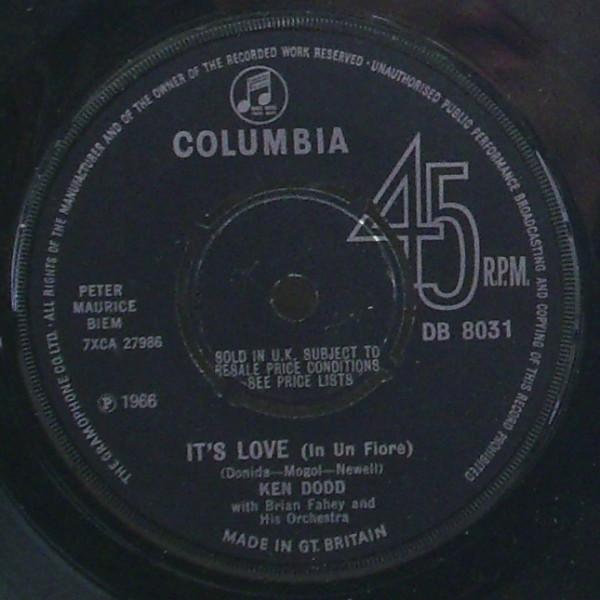 THE GRAMOPHONE CO. LTD. · ALL RIGHTS OF THE MANUFACTURER AND OF THE OWNER OF THE RECORDED WORK RESERVED · UNAUTHORISED PUBLIC PERFORMANCE BROADCASTING AND COPYING OF THIS RECORD PROHIBITED
COLUMBIA
45 R.P.M.
PETER
MAURICE
BIEM
7XCA 27986
DB 8031
SOLD IN U.K. SUBJECT TO
RESALE PRICE CONDITIONS
SEE PRICE LISTS
Ⓟ 1966
IT'S LOVE (In Un Fiore)
(Donida—Mogol—Newell)
KEN DODD
with Brian Fahey and
His Orchestra
MADE IN GT. BRITAIN